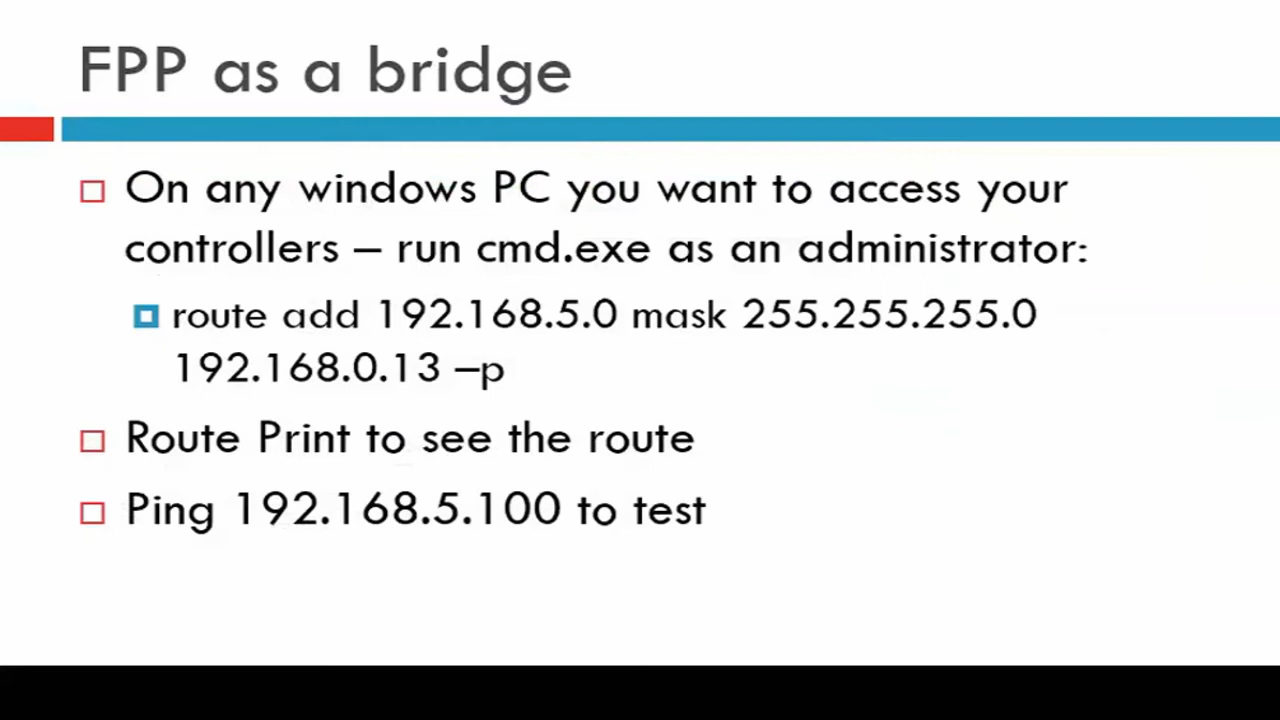 FPP as a bridge
On any windows PC you want to access your
controllers – run cmd.exe as an administrator:
route add 192.168.5.0 mask 255.255.255.0
192.168.0.13 –p
Route Print to see the route
Ping 192.168.5.100 to test